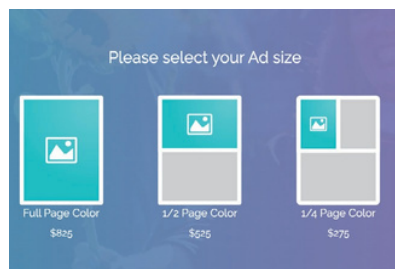 Please select your Ad size
Full Page Color
1/2 Page Color
1/4 Page Color
$825
$525
$275